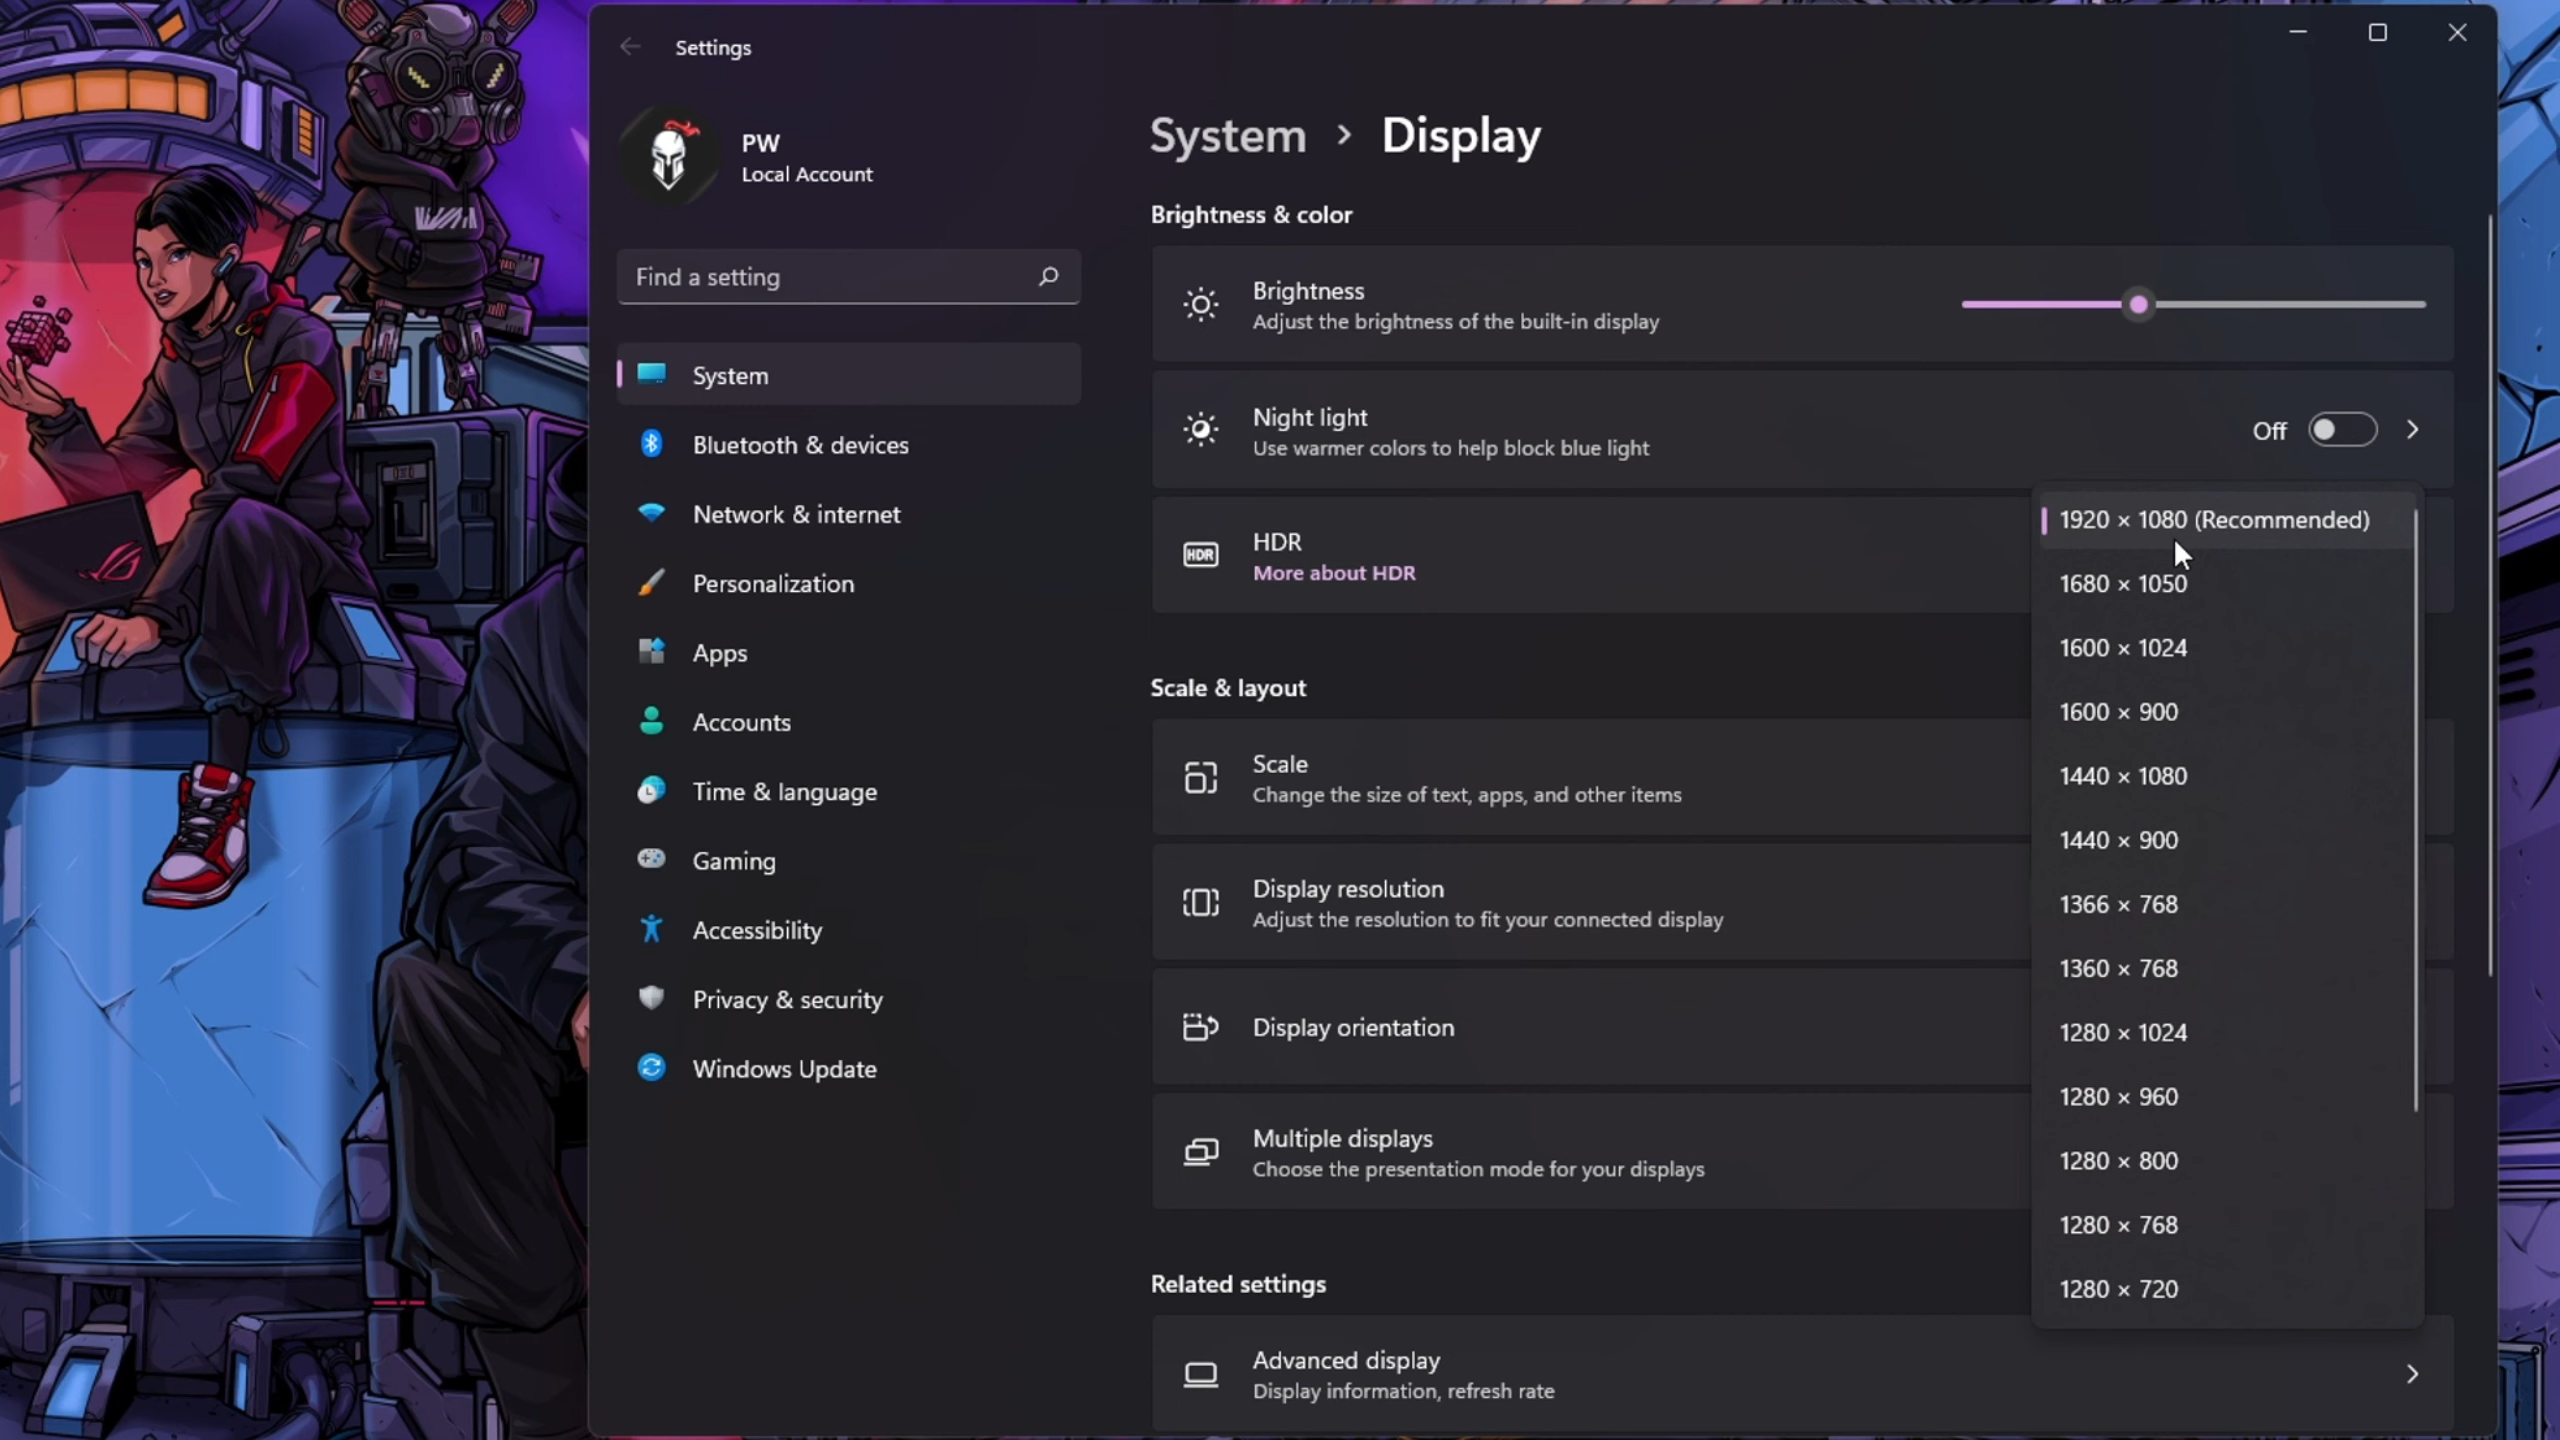 Settings
PW
Local Account
Find a setting
System
Bluetooth & devices
Network & internet
Personalization
Apps
Accounts
Time & language
Gaming
Accessibility
Privacy & security
Windows Update
System > Display
Brightness & color
Brightness
Adjust the brightness of the built-in display
Night light
Use warmer colors to help block blue light
Off
HDR
HDR
More about HDR
Scale & layout
Scale
Change the size of text, apps, and other items
Display resolution
Adjust the resolution to fit your connected display
Display orientation
Multiple displays
Choose the presentation mode for your displays
Related settings
Advanced display
Display information, refresh rate
1920 × 1080 (Recommended)
1680 × 1050
1600 × 1024
1600 × 900
1440 × 1080
1440 × 900
1366 × 768
1360 × 768
1280 × 1024
1280 × 960
1280 × 800
1280 × 768
1280 × 720